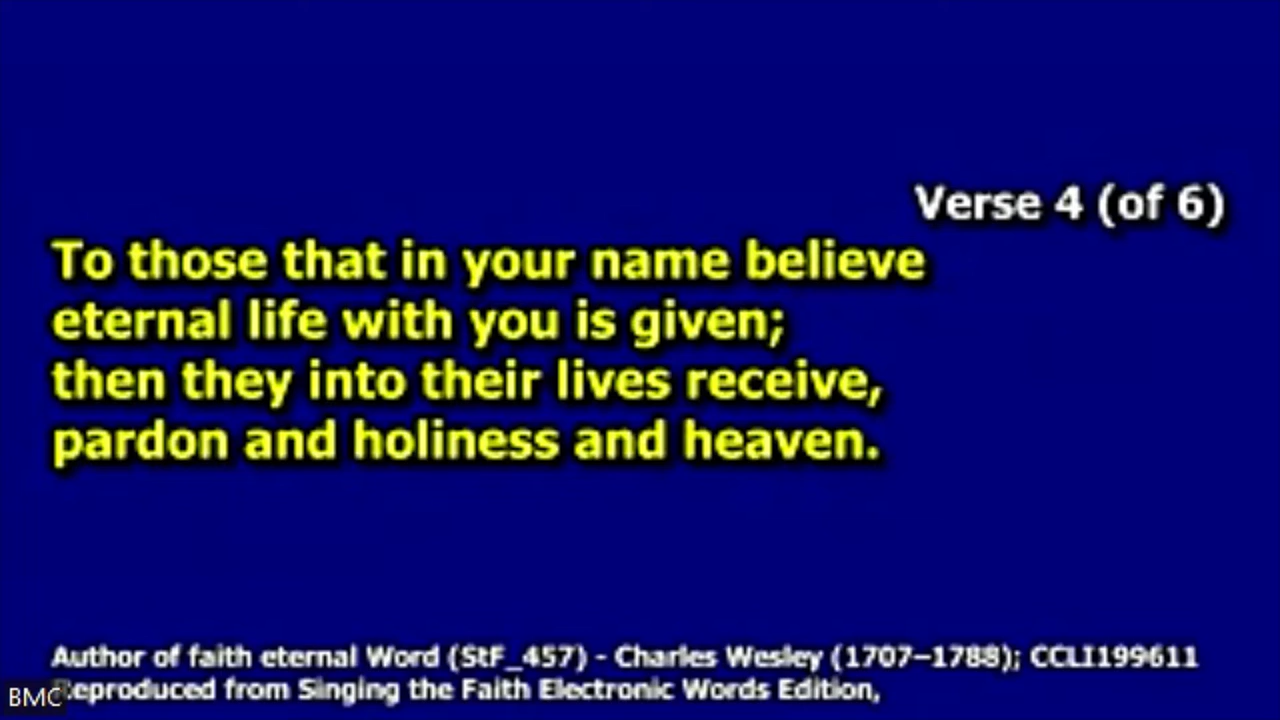 Verse 4 (of 6)
To those that in your name believe
eternal life with you is given;
then they into their lives receive,
pardon and holiness and heaven.
Author of faith eternal Word (StF_457) - Charles Wesley (1707–1788); CCLI199611
Reproduced from Singing the Faith Electronic Words Edition,
BMC